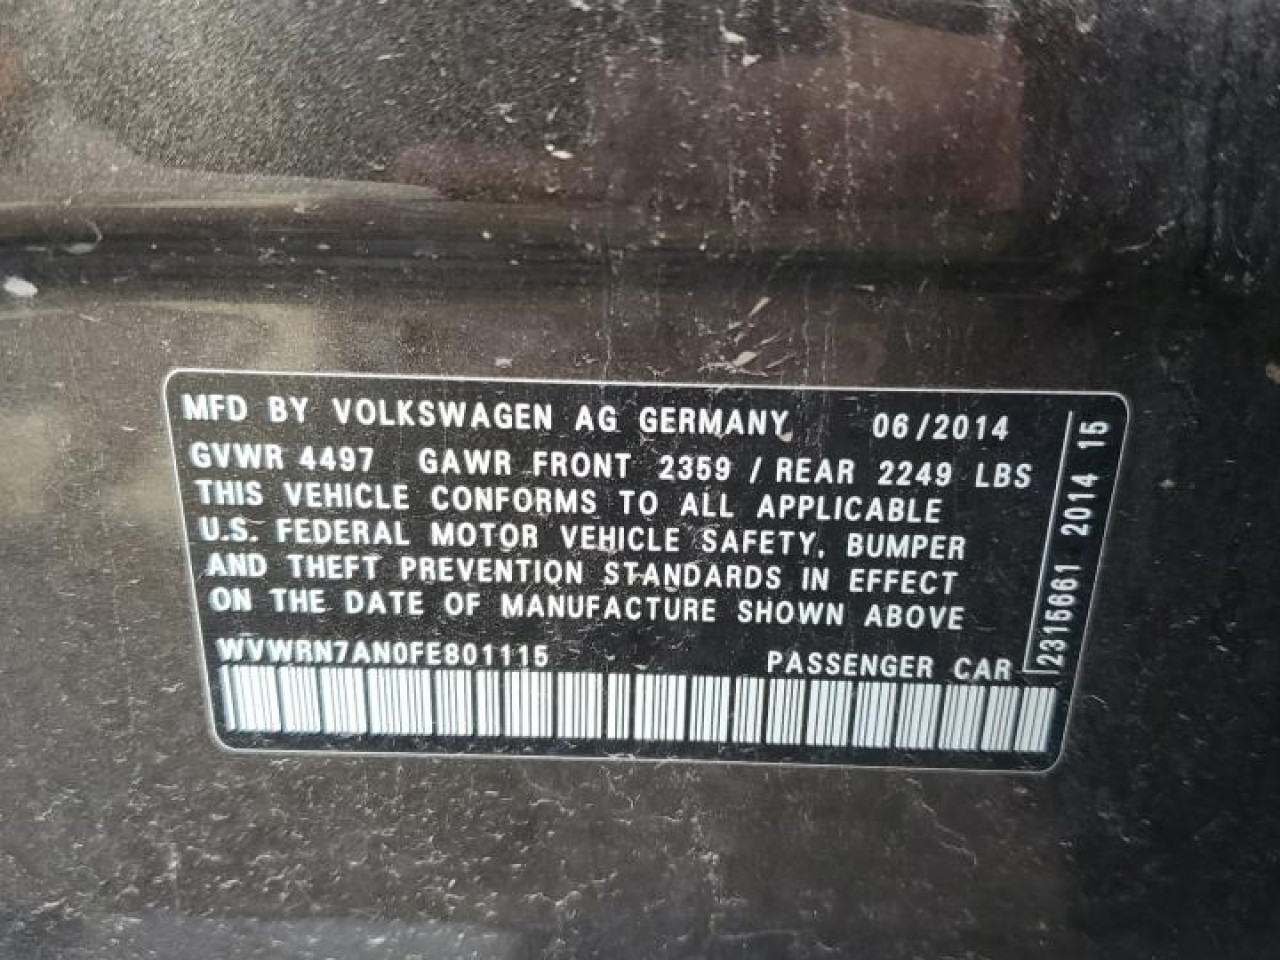 MFD BY VOLKSWAGEN AG GERMANY 06/2014
GVWR 4497 GAWR FRONT 2359 / REAR 2249 LBS
THIS VEHICLE CONFORMS TO ALL APPLICABLE
U.S. FEDERAL MOTOR VEHICLE SAFETY, BUMPER
AND THEFT PREVENTION STANDARDS IN EFFECT
ON THE DATE OF MANUFACTURE SHOWN ABOVE
WVWRN7AN0FE801115 PASSENGER CAR
2315661 2014 15